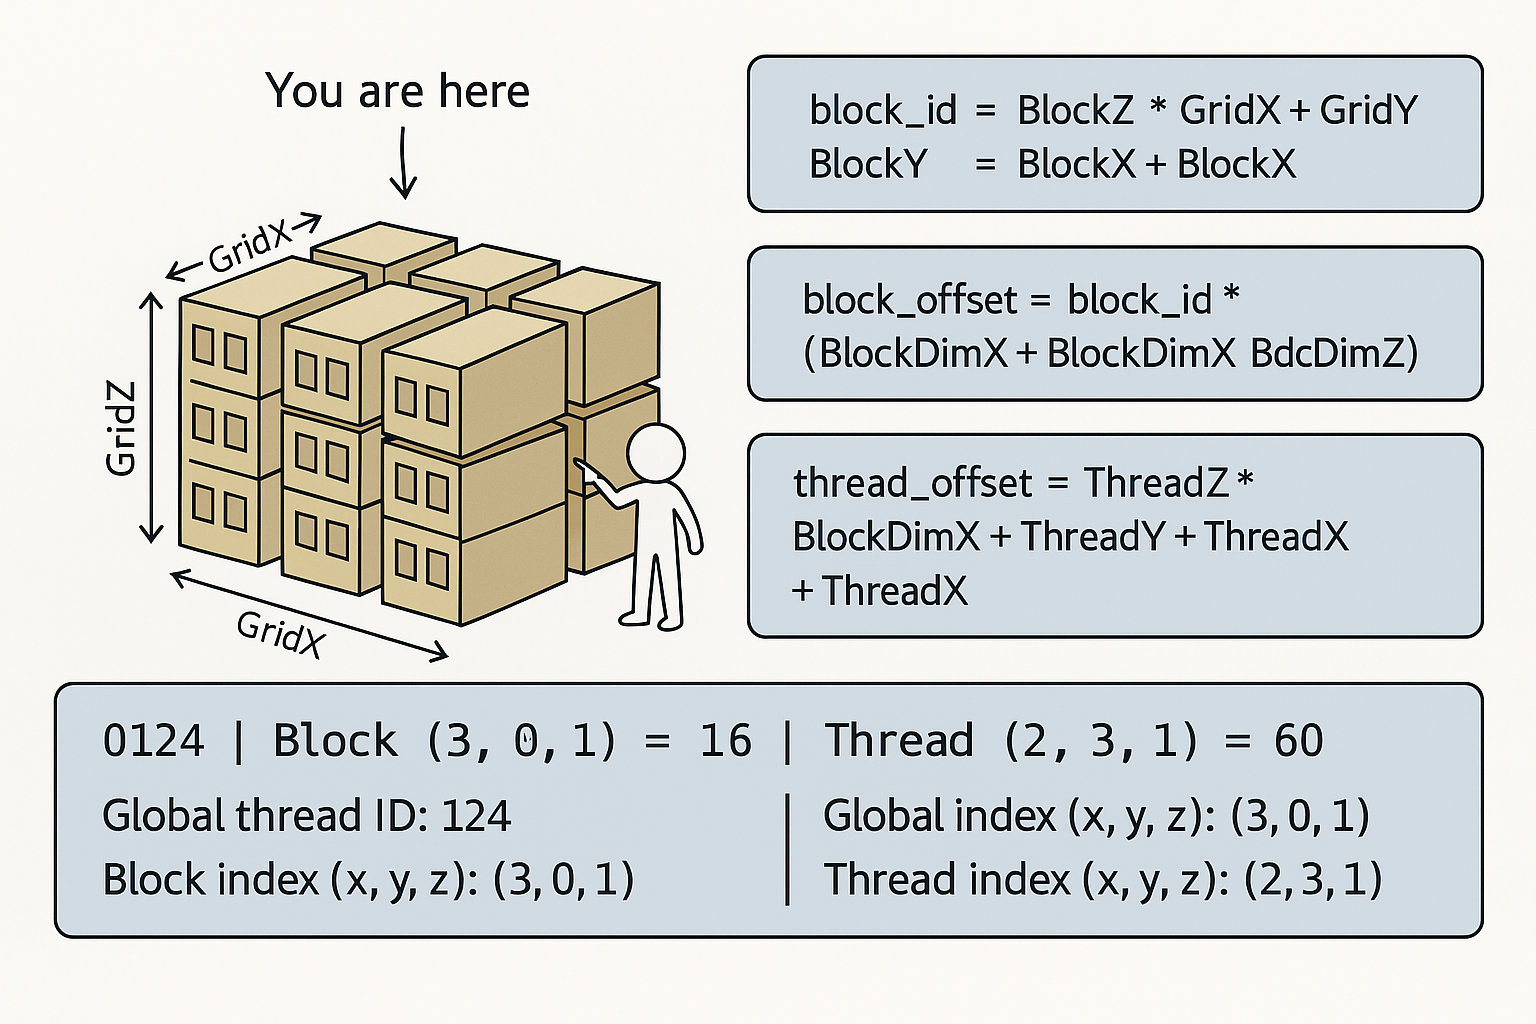 You are here
GridX
GridZ
GridX
block_id = BlockZ * GridX + GridY
BlockY = BlockX + BlockX
block_offset = block_id *
(BlockDimX + BlockDimX BdcDimZ)
thread_offset = ThreadZ *
BlockDimX + ThreadY + ThreadX
+ ThreadX
0124 | Block (3, 0, 1) = 16 | Thread (2, 3, 1) = 60
Global thread ID: 124
Block index (x, y, z): (3, 0, 1)
Global index (x, y, z): (3, 0, 1)
Thread index (x, y, z): (2, 3, 1)